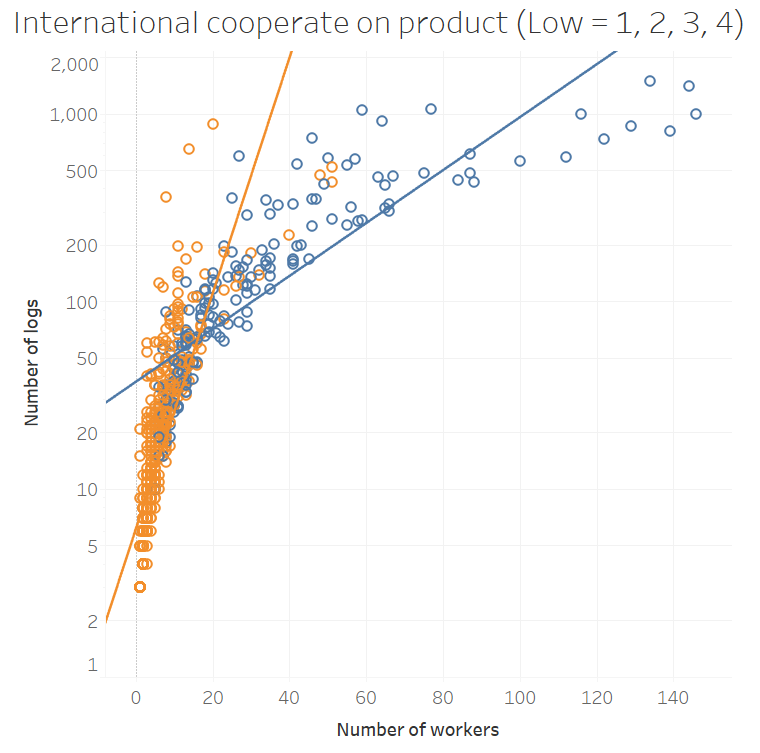 International cooperate on product (Low = 1, 2, 3, 4)
2,000
1,000
500
200
100
50
20
10
5
2
1
Number of logs
0 20 40 60 80 100 120 140
Number of workers